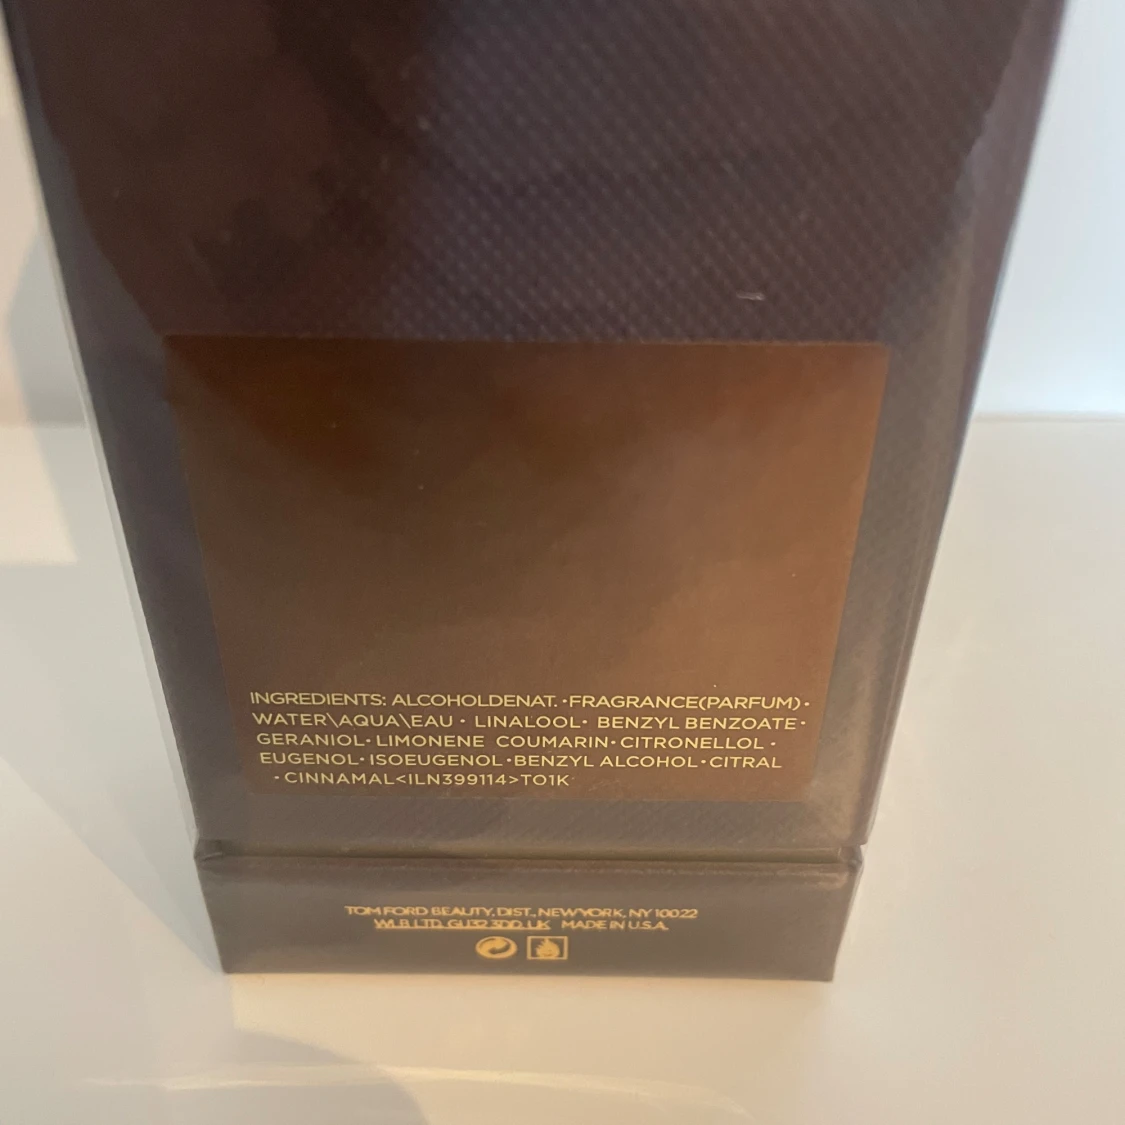 INGREDIENTS: ALCOHOLDENAT. •FRAGRANCE(PARFUM)•
WATER\AQUA\EAU • LINALOOL• BENZYL BENZOATE•
GERANIOL• LIMONENE COUMARIN• CITRONELLOL •
EUGENOL• ISOEUGENOL •BENZYL ALCOHOL•CITRAL
• CINNAMAL<ILN399114>TO1K
TOM FORD BEAUTY, DIST., NEW YORK, NY 10022
WLB LTD, GU32 3DD, UK MADE IN U.S.A.